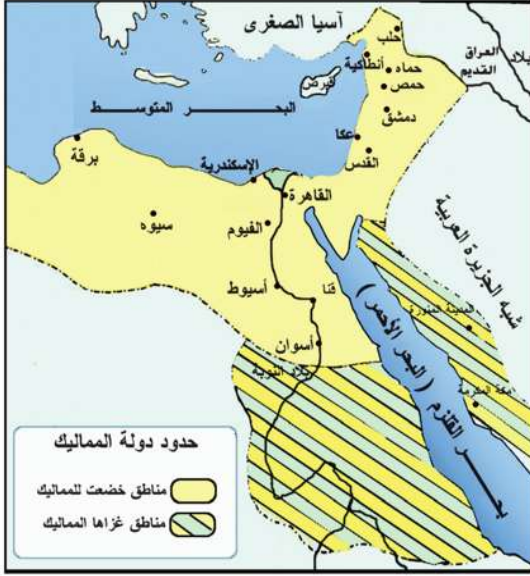 آسيا الصغرى
حلب
العراق
القديم
بلاد
أنطاكية
حماه
قبرص
حمص
البحر المتوسط
دمشق
عكا
برقة
القدس
الإسكندرية
القاهرة
سيوه
الفيوم
شبه الجزيرة العربية
أسيوط
قنا
المدينة المنورة
أسوان
بلاد النوبة
مكة المكرمة
بحر القلزم ( البحر الأحمر )
حدود دولة المماليك
مناطق خضعت للمماليك
مناطق غزاها المماليك